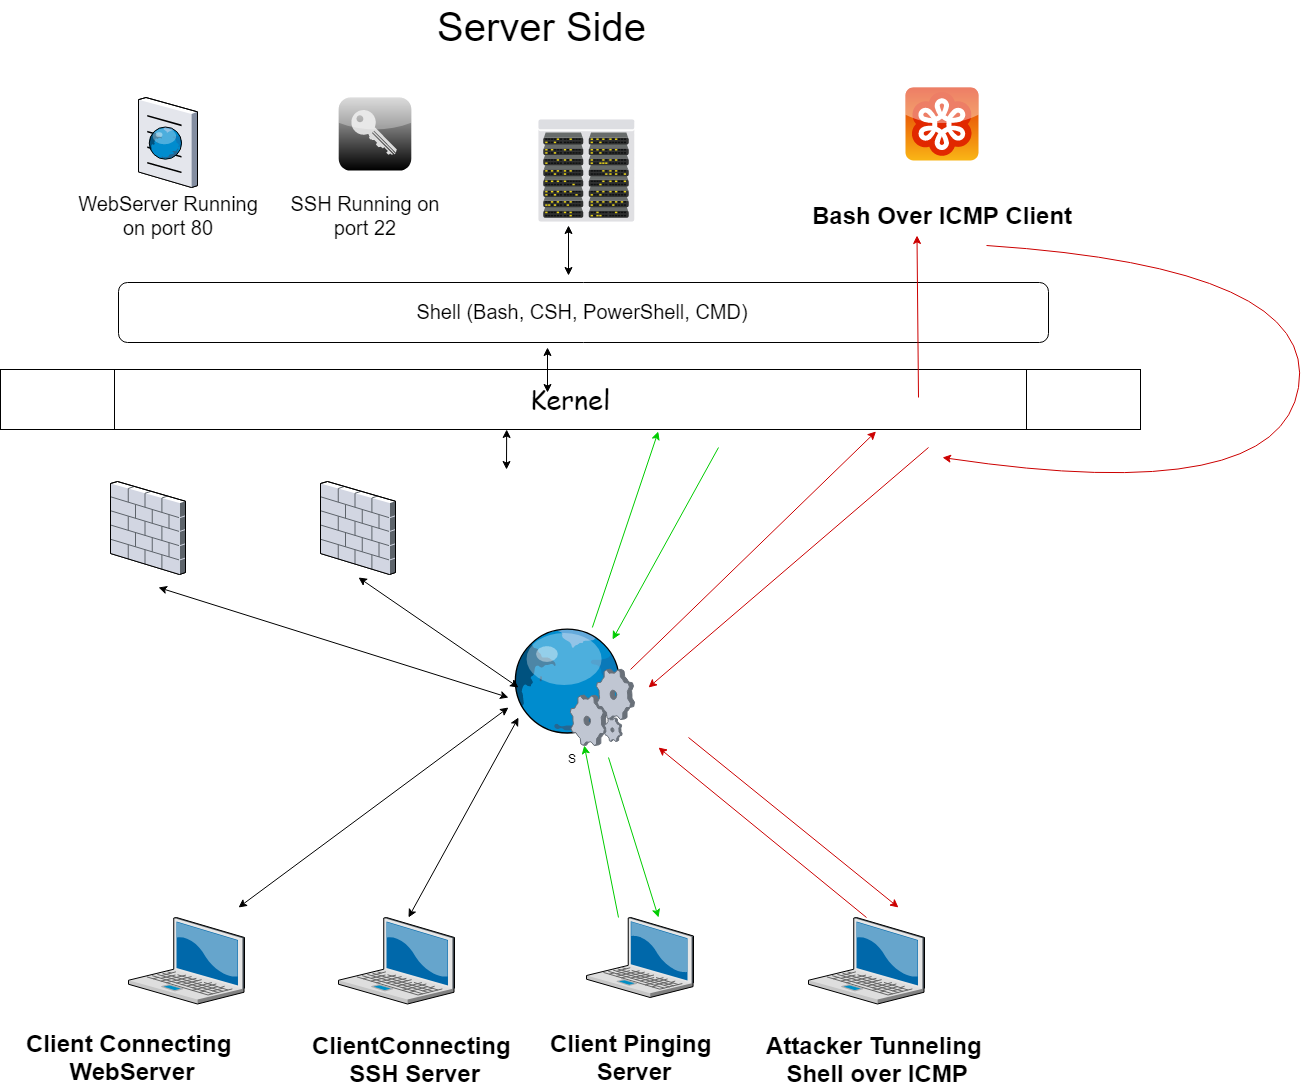 Server Side
WebServer Running
on port 80
SSH Running on
port 22
Bash Over ICMP Client
Shell (Bash, CSH, PowerShell, CMD)
Kernel
S
Client Connecting
WebServer
ClientConnecting
SSH Server
Client Pinging
Server
Attacker Tunneling
Shell over ICMP